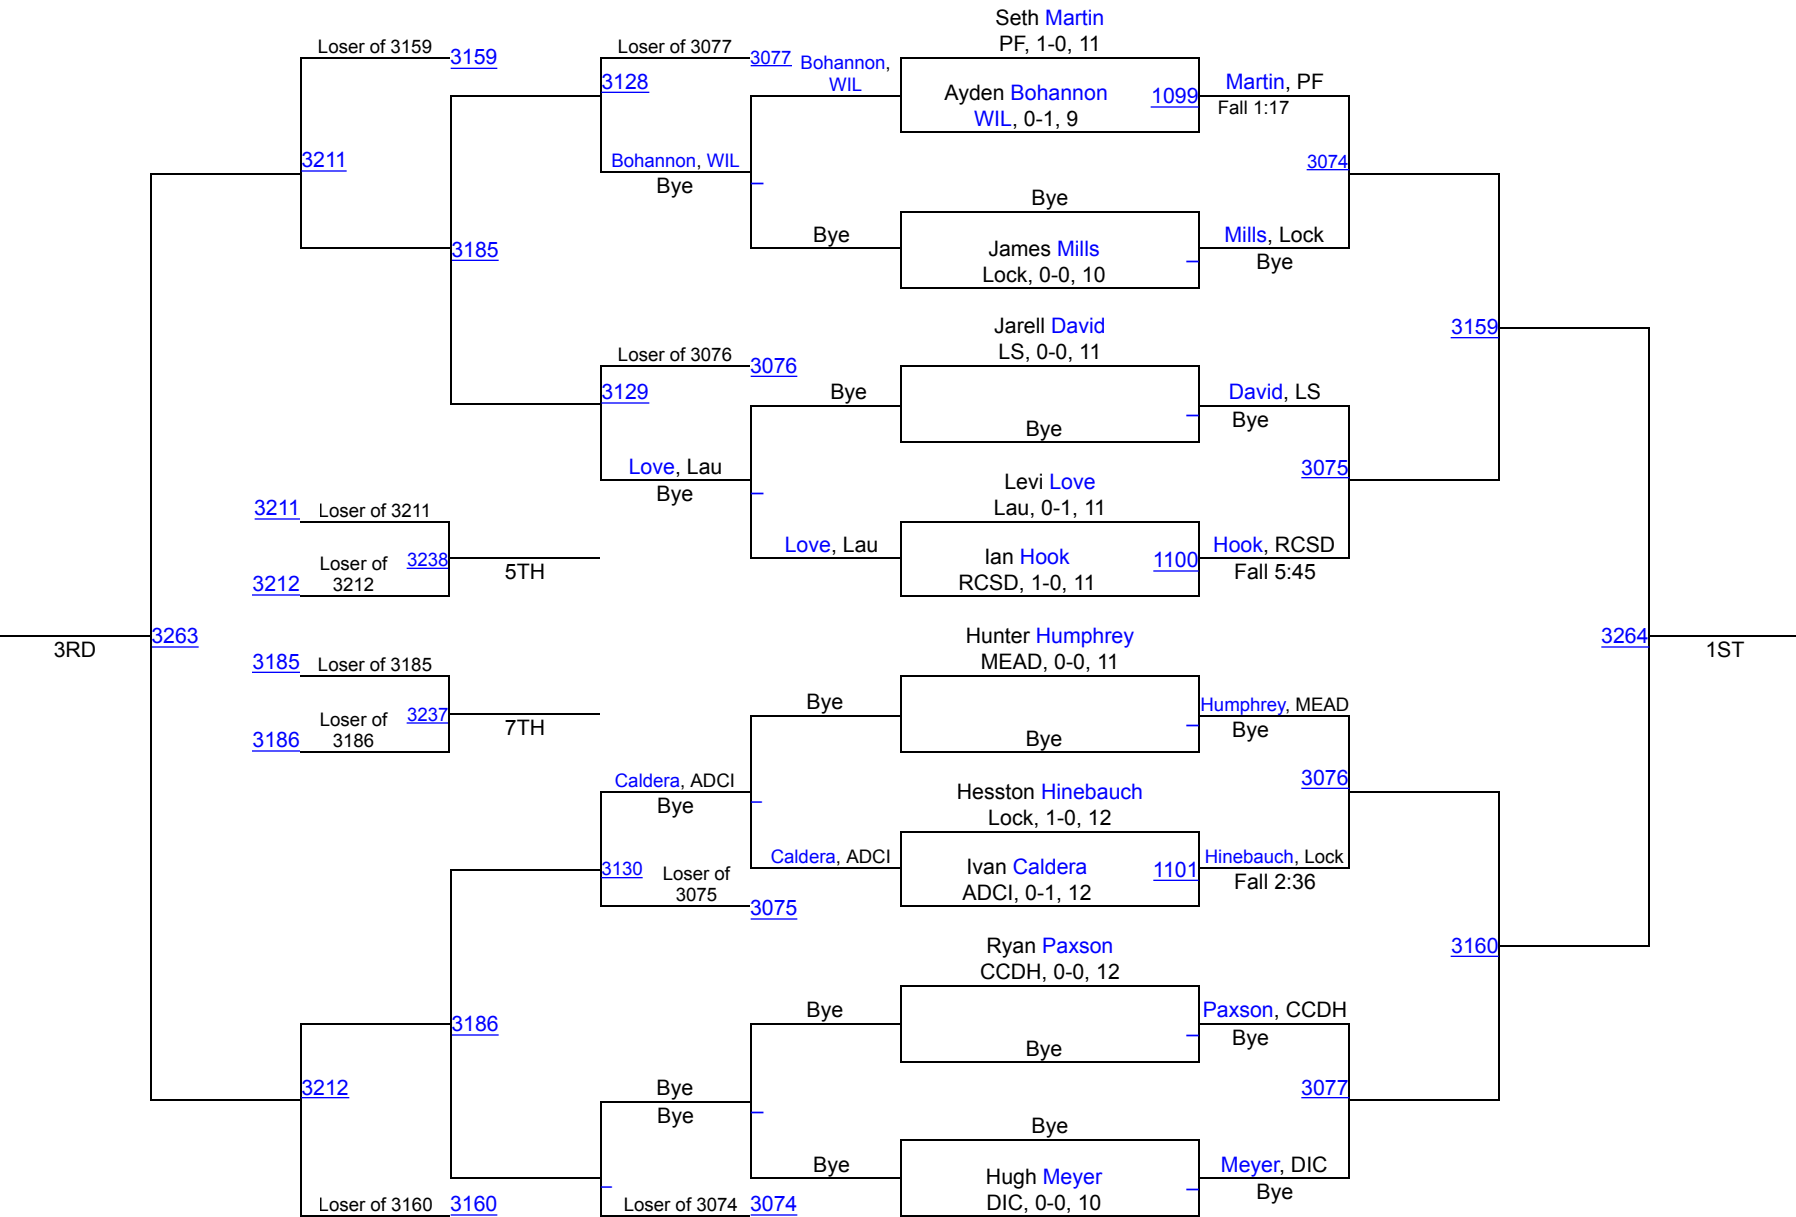 Seth Martin
PF, 1-0, 11
Loser of 3159
3159
Loser of 3077
3077
Bohannon,
WIL
3128
Ayden Bohannon
WIL, 0-1, 9
1099
Martin, PF
Fall 1:17
3211
Bohannon, WIL
Bye
3074
Bye
Bye
James Mills
Lock, 0-0, 10
Mills, Lock
Bye
3185
Jarell David
LS, 0-0, 11
3159
Loser of 3076
3076
3129
Bye
David, LS
Bye
Bye
Love, Lau
Bye
3075
Levi Love
Lau, 0-1, 11
3211
Loser of 3211
Love, Lau
Ian Hook
RCSD, 1-0, 11
1100
Hook, RCSD
Fall 5:45
Loser of
3212
3212
3238
5TH
3RD
3263
Hunter Humphrey
MEAD, 0-0, 11
3264
1ST
3185
Loser of 3185
Bye
Humphrey, MEAD
Bye
Bye
Loser of
3186
3186
3237
7TH
Caldera, ADCI
Bye
3076
Hesston Hinebauch
Lock, 1-0, 12
Caldera, ADCI
Ivan Caldera
ADCI, 0-1, 12
1101
Hinebauch, Lock
Fall 2:36
3130
Loser of
3075
3075
Ryan Paxson
CCDH, 0-0, 12
3160
3186
Bye
Paxson, CCDH
Bye
Bye
3212
Bye
Bye
3077
Bye
Bye
Hugh Meyer
DIC, 0-0, 10
Meyer, DIC
Bye
Loser of 3160
3160
Loser of 3074
3074